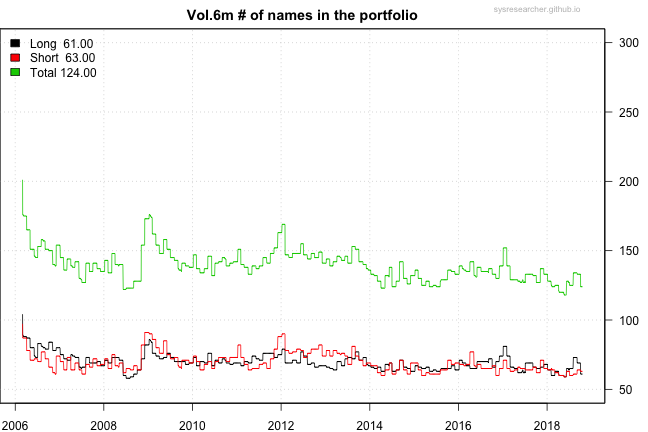 Vol.6m # of names in the portfolio
sysresearcher.github.io
Long 61.00
Short 63.00
Total 124.00
300
250
200
150
100
50
2006 2008 2010 2012 2014 2016 2018